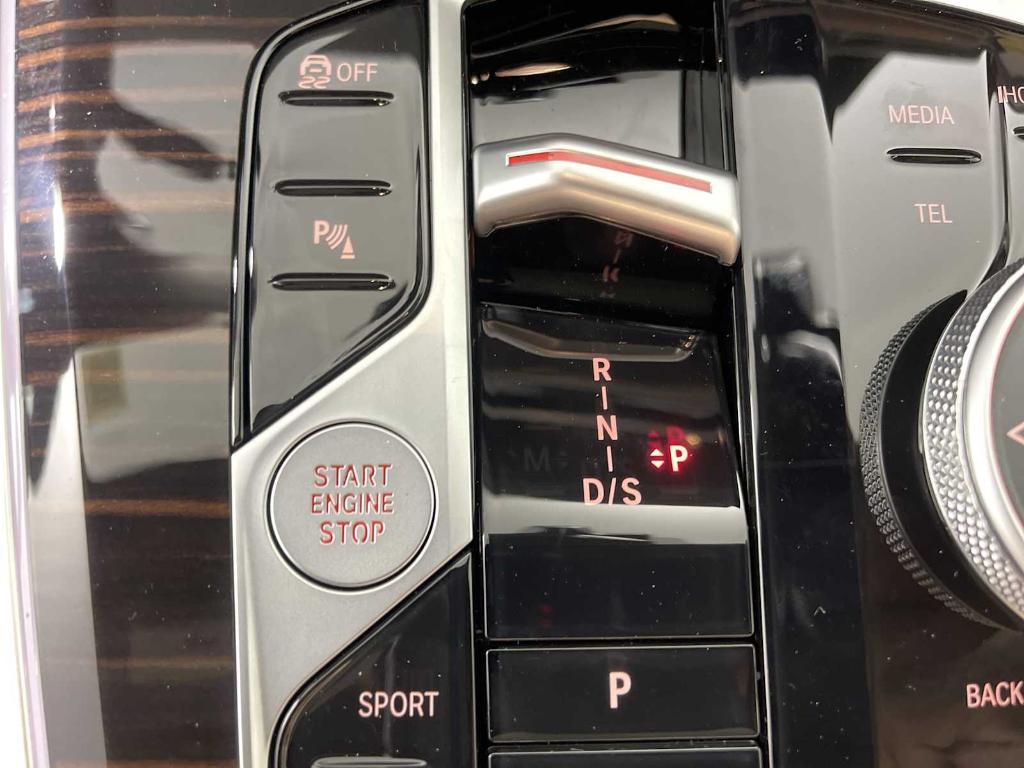 OFF
P
START
ENGINE
STOP
SPORT
R
N
D/S
M
P
P
MEDIA
TEL
BACK